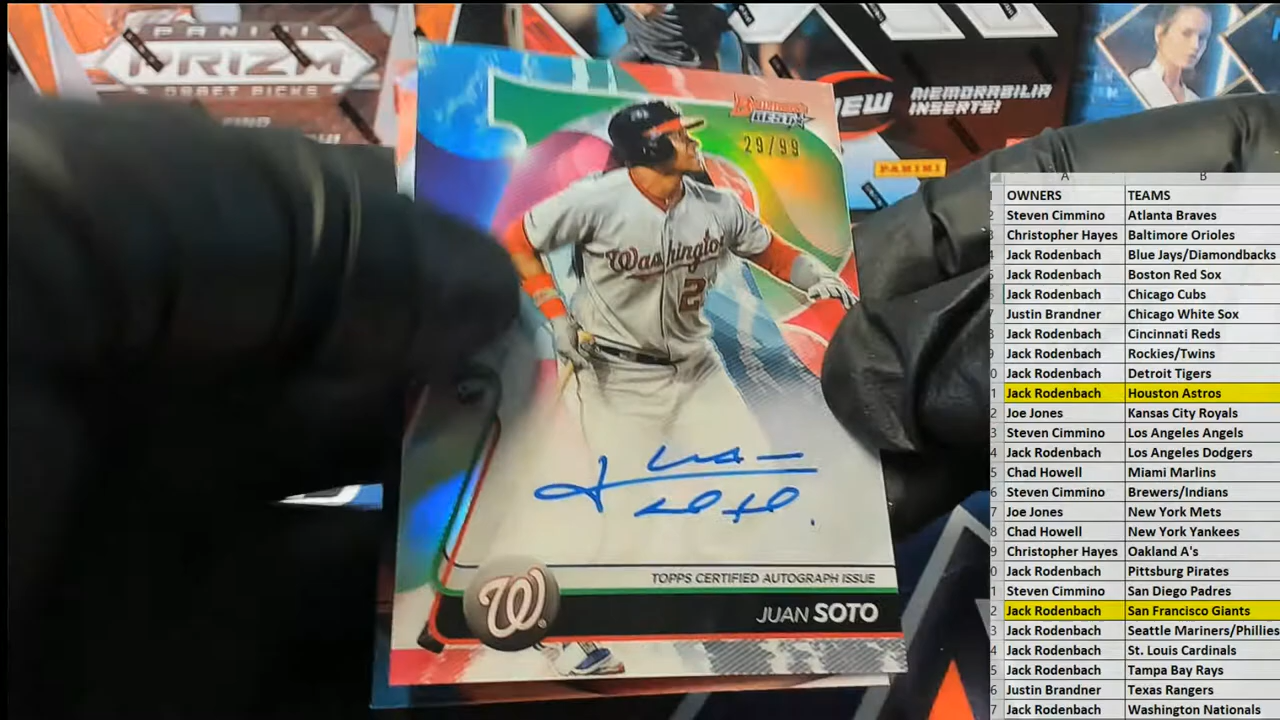 PANINI
PRIZM
DRAFT PICKS
NEW MEMORABILIA
INSERTS!
PANINI
Bowman's
BEST
29/99
Washington
2
Juan Soto
TOPPS CERTIFIED AUTOGRAPH ISSUE
JUAN SOTO
W
A B
OWNERS TEAMS
Steven Cimmino Atlanta Braves
Christopher Hayes Baltimore Orioles
Jack Rodenbach Blue Jays/Diamondbacks
Jack Rodenbach Boston Red Sox
Jack Rodenbach Chicago Cubs
Justin Brandner Chicago White Sox
Jack Rodenbach Cincinnati Reds
Jack Rodenbach Rockies/Twins
Jack Rodenbach Detroit Tigers
Jack Rodenbach Houston Astros
Joe Jones Kansas City Royals
Steven Cimmino Los Angeles Angels
Jack Rodenbach Los Angeles Dodgers
Chad Howell Miami Marlins
Steven Cimmino Brewers/Indians
Joe Jones New York Mets
Chad Howell New York Yankees
Christopher Hayes Oakland A's
Jack Rodenbach Pittsburg Pirates
Steven Cimmino San Diego Padres
Jack Rodenbach San Francisco Giants
Jack Rodenbach Seattle Mariners/Phillies
Jack Rodenbach St. Louis Cardinals
Jack Rodenbach Tampa Bay Rays
Justin Brandner Texas Rangers
Jack Rodenbach Washington Nationals